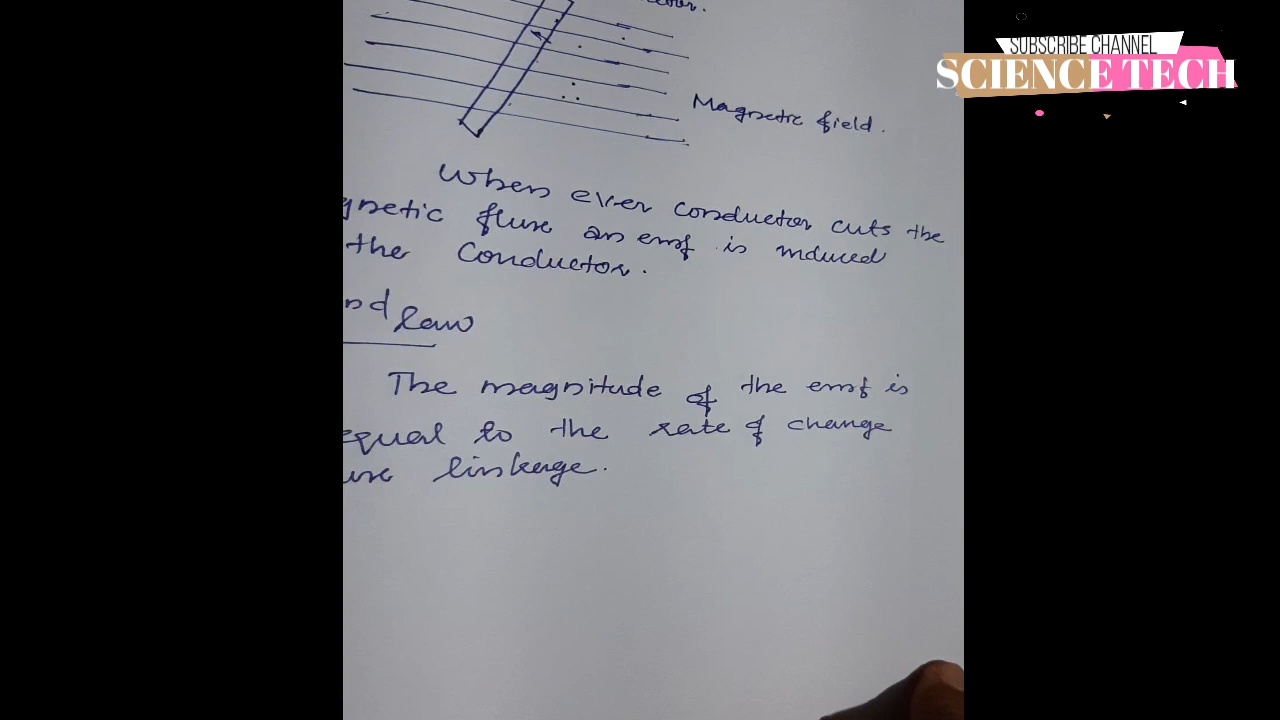 SUBSCRIBE CHANNEL
SCIENCE TECH
Magnetic field.
When ever conductor cuts the
gnetic flux an emf is induced
the conductor.
nd law
The magnitude of the emf is
equal to the rate of change
ux linkage.